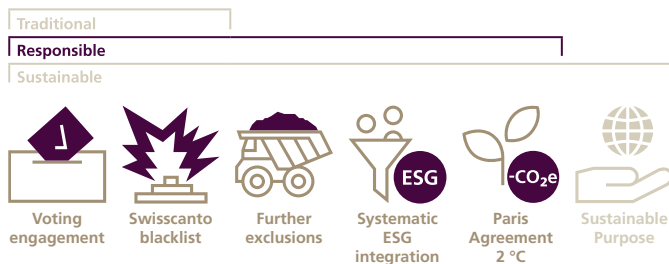 Traditional
Responsible
Sustainable
ESG
-CO₂e
Voting
engagement
Swisscanto
blacklist
Further
exclusions
Systematic
ESG
integration
Paris
Agreement
2 °C
Sustainable
Purpose